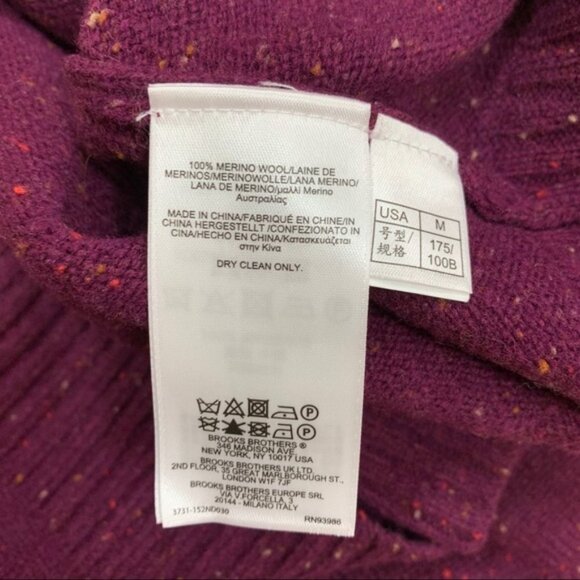 100% MERINO WOOL/LAINE DE
MERINOS/MERINOWOLLE/LANA MERINO/
LANA DE MERINO/μαλλί Merino
Αυστραλίας
MADE IN CHINA/FABRIQUÉ EN CHINE/IN
CHINA HERGESTELLT /CONFEZIONATO IN
CINA/HECHO EN CHINA/Κατασκευάζεται
στην Κίνα
DRY CLEAN ONLY.
P
P
BROOKS BROTHERS ®
346 MADISON AVE
NEW YORK, NY 10017 USA
BROOKS BROTHERS UK LTD.
2ND FLOOR, 35 GREAT MARLBOROUGH ST.,
LONDON W1F 7JF
BROOKS BROTHERS EUROPE SRL
VIA V.FORCELLA, 3
20144 - MILANO ITALY
3731-152ND030 RN93986
USA M
号型/ 175/
规格 100B